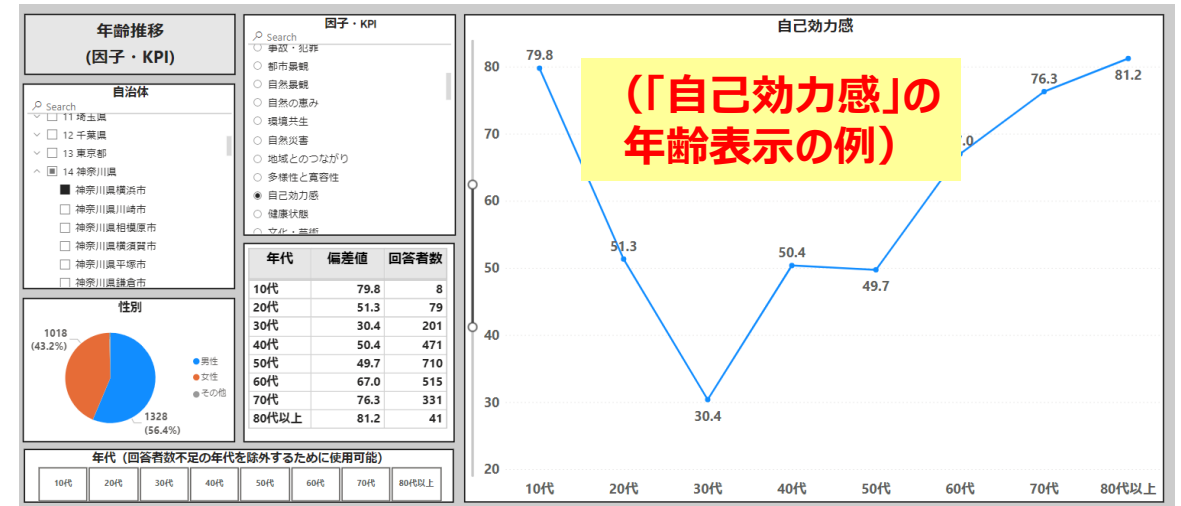 年齢推移
(因子・KPI)
自治体
Search
11 埼玉県
12 千葉県
13 東京都
14 神奈川県
神奈川県横浜市
神奈川県川崎市
神奈川県相模原市
神奈川県横須賀市
神奈川県平塚市
神奈川県鎌倉市
性別
1018
(43.2%)
1328
(56.4%)
男性
女性
その他
因子・KPI
Search
事故・犯罪
都市景観
自然景観
自然の恵み
環境共生
自然災害
地域とのつながり
多様性と寛容性
自己効力感
健康状態
文化・芸術
年代 偏差値 回答者数
10代 79.8 8
20代 51.3 79
30代 30.4 201
40代 50.4 471
50代 49.7 710
60代 67.0 515
70代 76.3 331
80代以上 81.2 41
年代（回答者数不足の年代を除外するために使用可能）
10代 20代 30代 40代 50代 60代 70代 80代以上
自己効力感
（「自己効力感」の
年齢表示の例）
80
70
60
50
40
30
20
79.8
51.3
30.4
50.4
49.7
.0
76.3
81.2
10代 20代 30代 40代 50代 60代 70代 80代以上